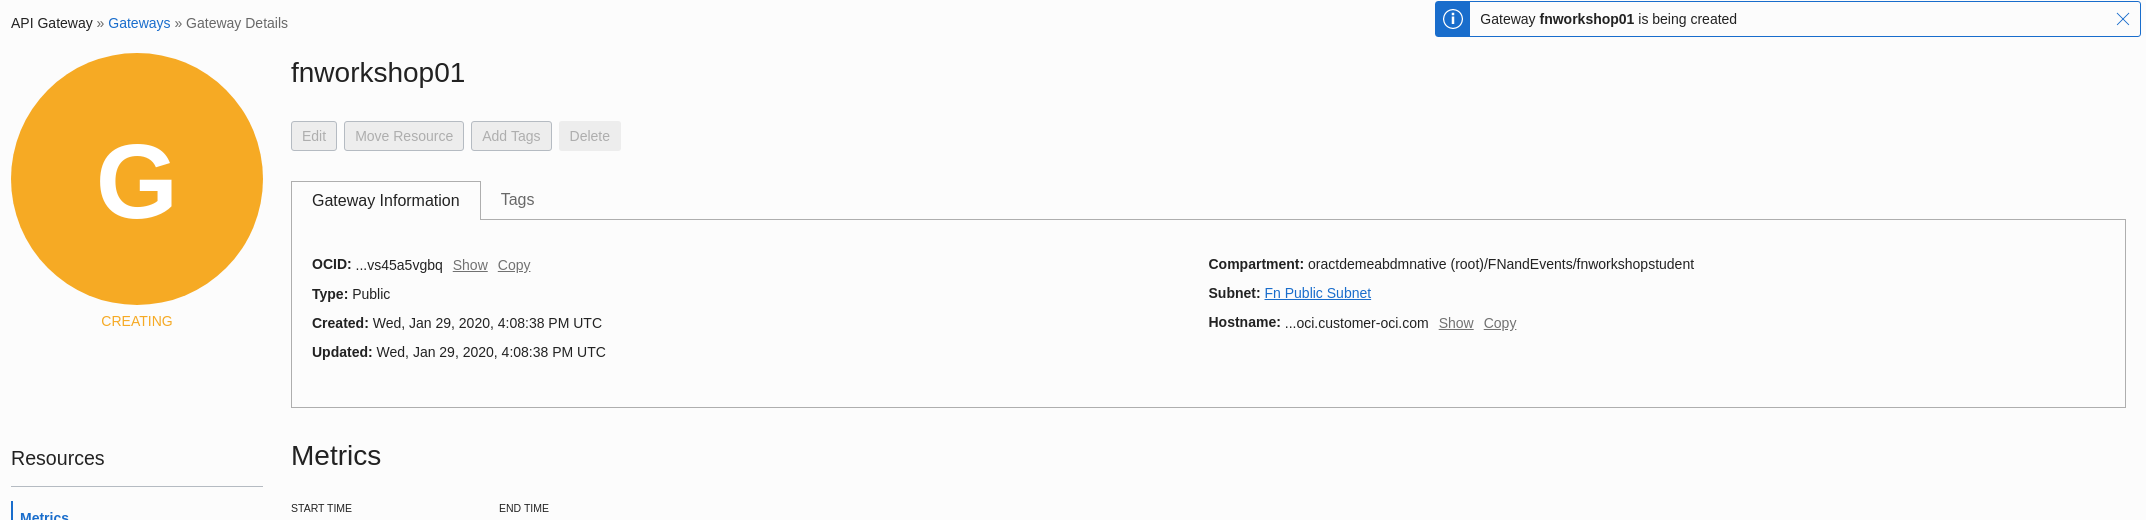 API Gateway » Gateways » Gateway Details
Gateway fnworkshop01 is being created
G
CREATING
fnworkshop01
Edit Move Resource Add Tags Delete
Gateway Information Tags
OCID: ...vs45a5vgbq Show Copy
Type: Public
Created: Wed, Jan 29, 2020, 4:08:38 PM UTC
Updated: Wed, Jan 29, 2020, 4:08:38 PM UTC
Compartment: oractdemeabdmnative (root)/FNandEvents/fnworkshopstudent
Subnet: Fn Public Subnet
Hostname: ...oci.customer-oci.com Show Copy
Resources
Metrics
Metrics
START TIME END TIME